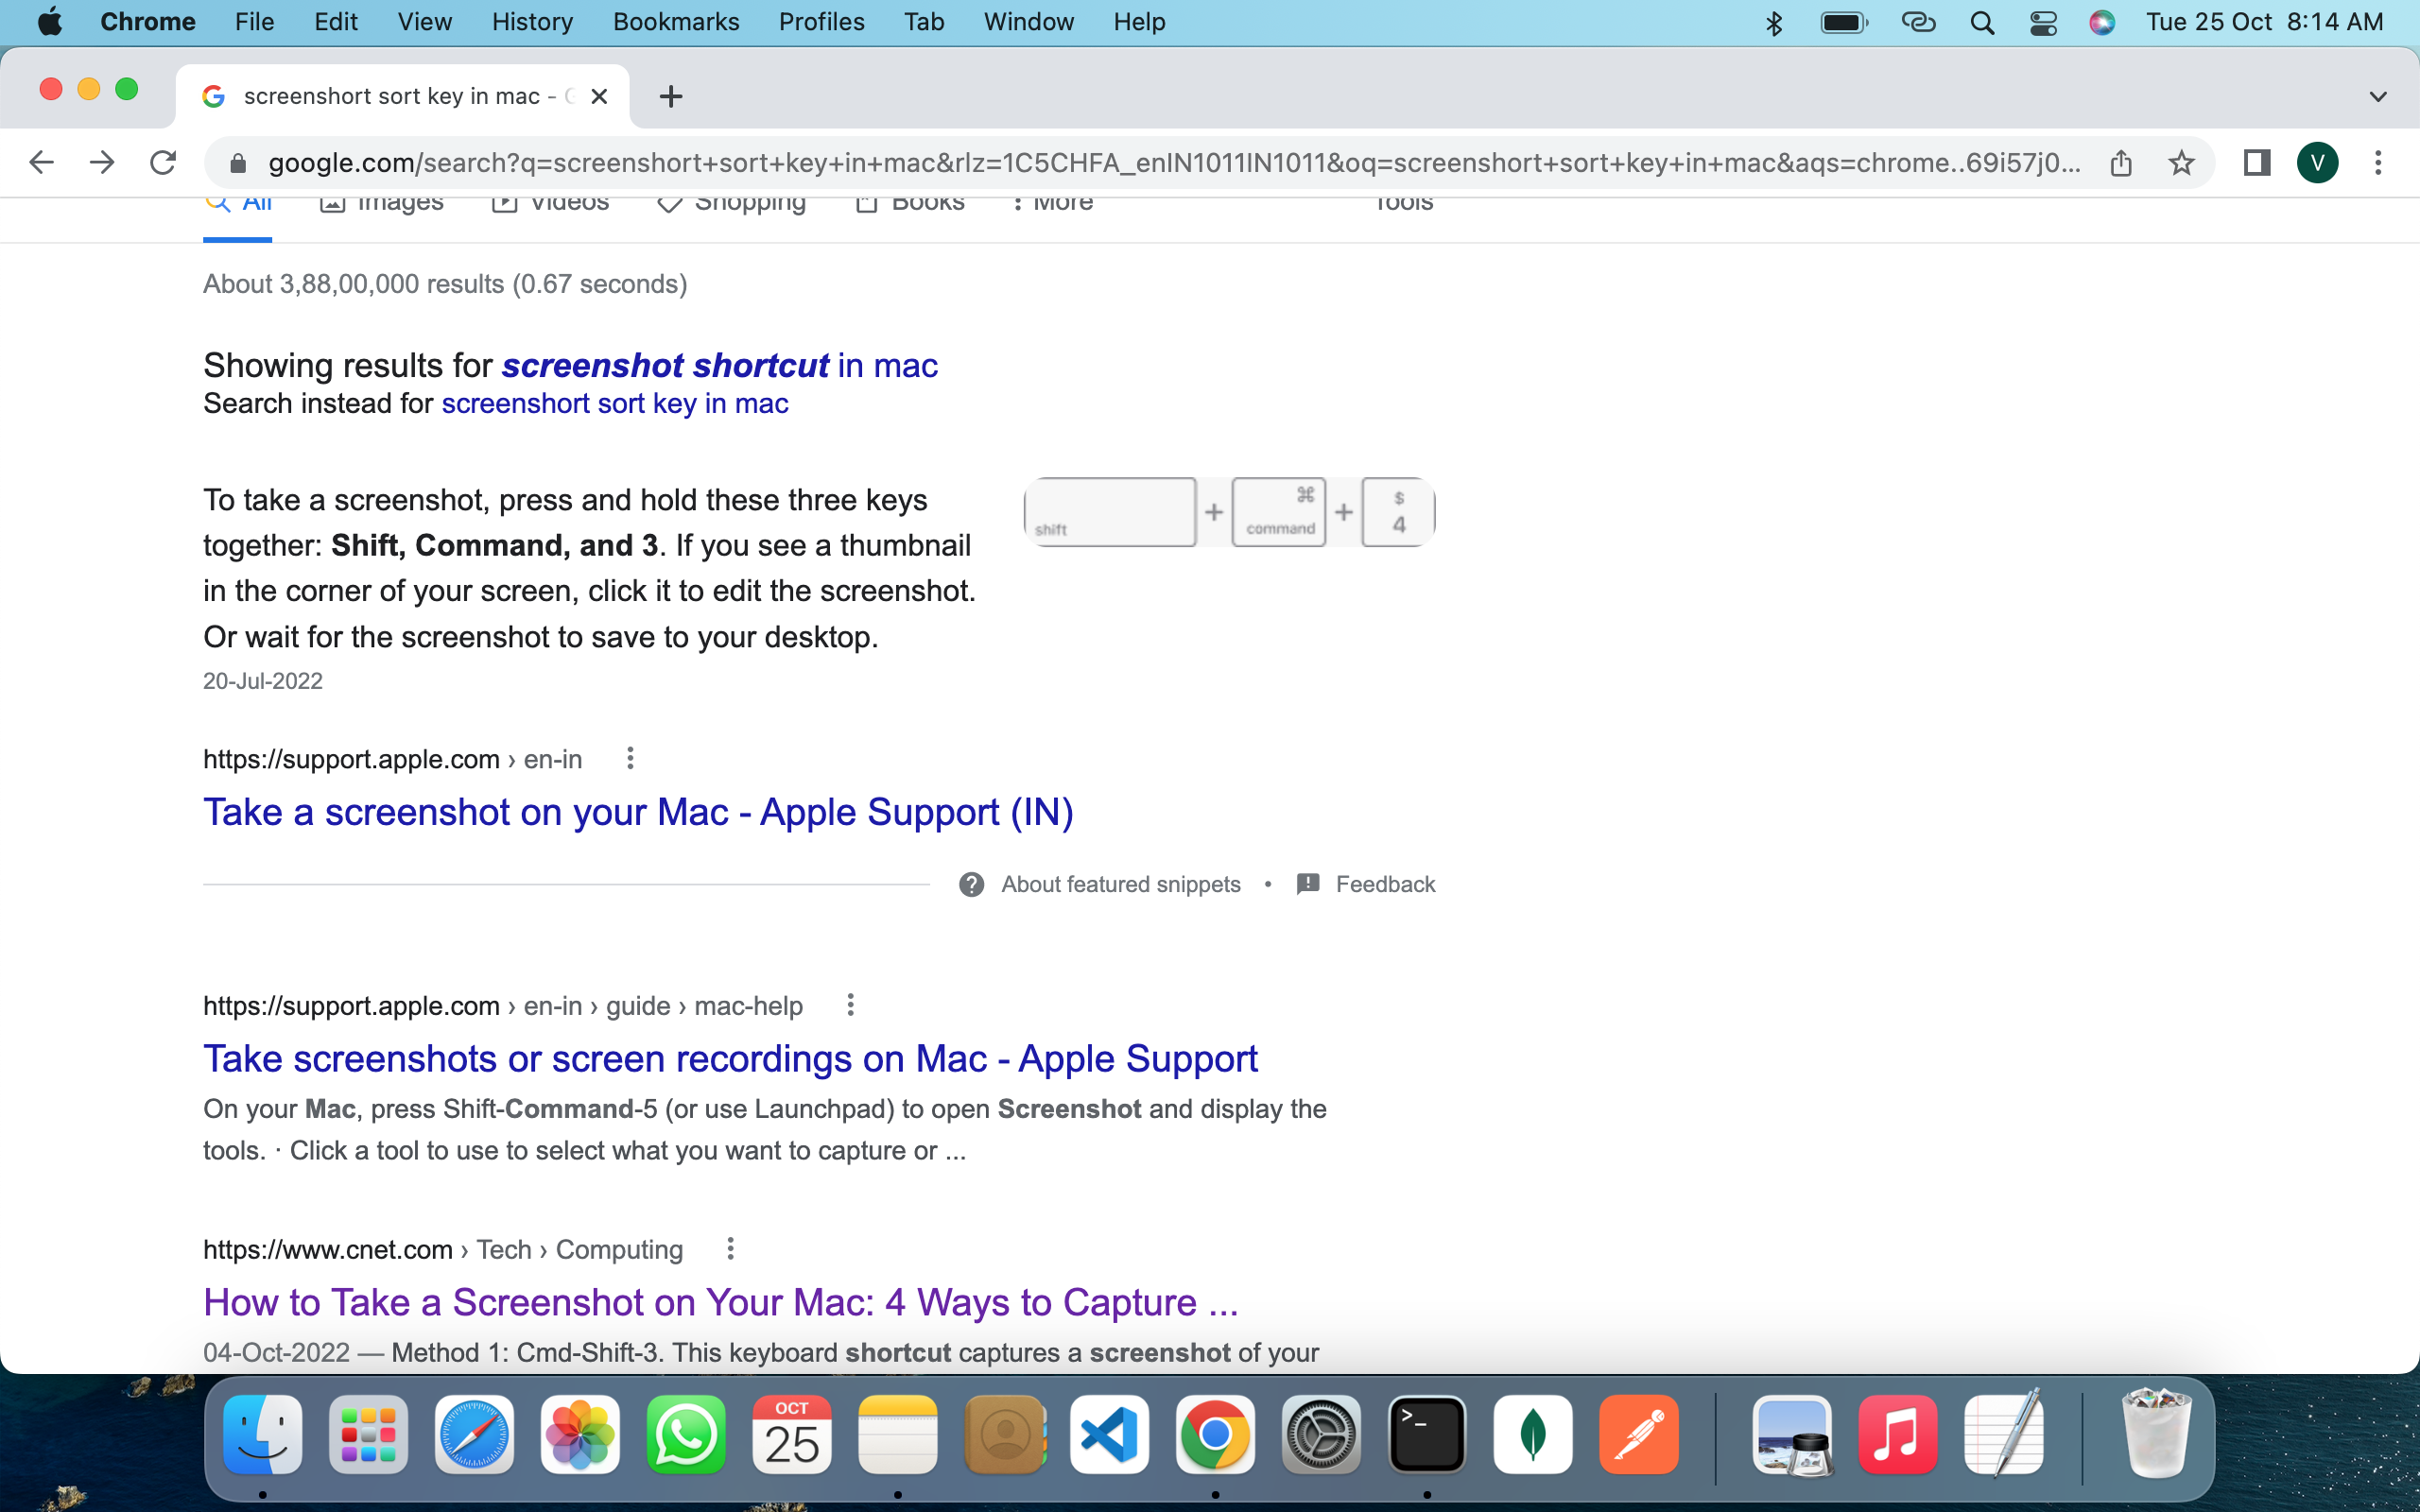 Chrome File Edit View History Bookmarks Profiles Tab Window Help Tue 25 Oct 8:14 AM
screenshort sort key in mac -
google.com/search?q=screenshort+sort+key+in+mac&rlz=1C5CHFA_enIN1011IN1011&oq=screenshort+sort+key+in+mac&aqs=chrome..69i57j0... V
All Images Videos Shopping Books More Tools
About 3,88,00,000 results (0.67 seconds)
Showing results for screenshot shortcut in mac
Search instead for screenshort sort key in mac
To take a screenshot, press and hold these three keys
together: Shift, Command, and 3. If you see a thumbnail
in the corner of your screen, click it to edit the screenshot.
Or wait for the screenshot to save to your desktop.
20-Jul-2022
shift + ⌘ command + $ 4
https://support.apple.com › en-in
Take a screenshot on your Mac - Apple Support (IN)
About featured snippets • Feedback
https://support.apple.com › en-in › guide › mac-help
Take screenshots or screen recordings on Mac - Apple Support
On your Mac, press Shift-Command-5 (or use Launchpad) to open Screenshot and display the
tools. · Click a tool to use to select what you want to capture or ...
https://www.cnet.com › Tech › Computing
How to Take a Screenshot on Your Mac: 4 Ways to Capture ...
04-Oct-2022 — Method 1: Cmd-Shift-3. This keyboard shortcut captures a screenshot of your
OCT
25
>_